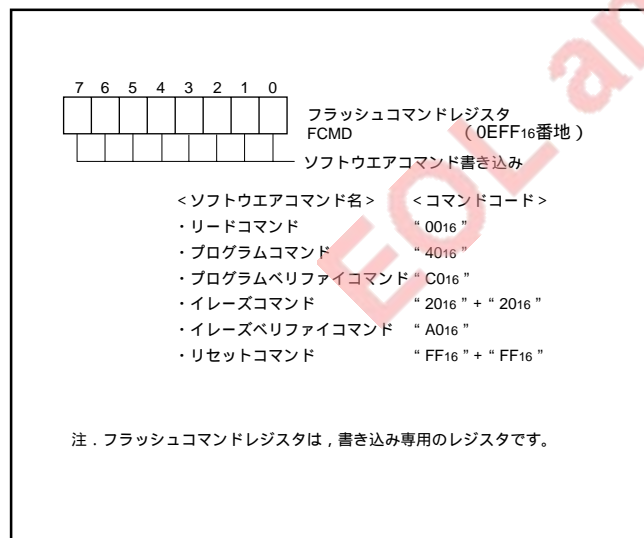 7 6 5 4 3 2 1 0
フラッシュコマンドレジスタ
FCMD （0EFF16番地）
ソフトウエアコマンド書き込み
<ソフトウエアコマンド名> <コマンドコード>
・リードコマンド “0016”
・プログラムコマンド “4016”
・プログラムベリファイコマンド “C016”
・イレーズコマンド “2016” + “2016”
・イレーズベリファイコマンド “A016”
・リセットコマンド “FF16” + “FF16”
注．フラッシュコマンドレジスタは，書き込み専用のレジスタです。
EOL an